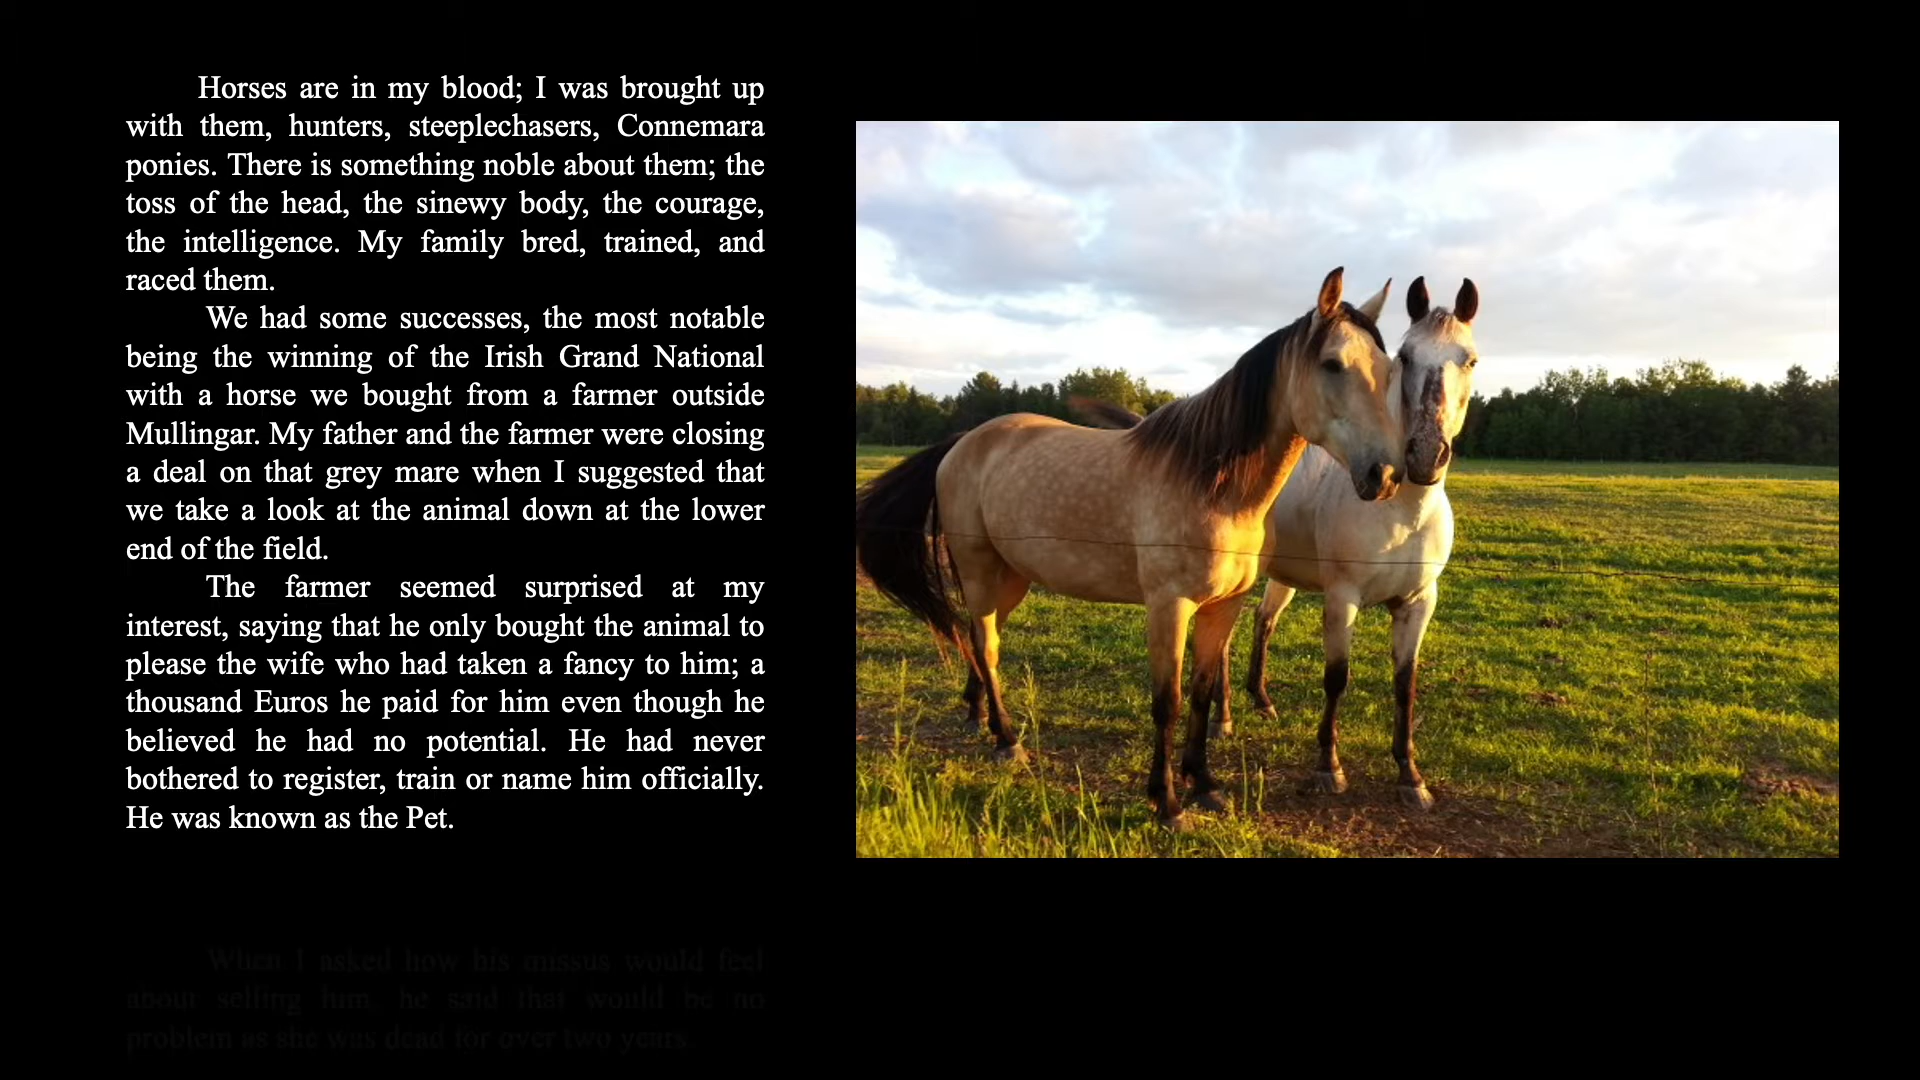 Horses are in my blood; I was brought up
with them, hunters, steeplechasers, Connemara
ponies. There is something noble about them; the
toss of the head, the sinewy body, the courage,
the intelligence. My family bred, trained, and
raced them.
We had some successes, the most notable
being the winning of the Irish Grand National
with a horse we bought from a farmer outside
Mullingar. My father and the farmer were closing
a deal on that grey mare when I suggested that
we take a look at the animal down at the lower
end of the field.
The farmer seemed surprised at my
interest, saying that he only bought the animal to
please the wife who had taken a fancy to him; a
thousand Euros he paid for him even though he
believed he had no potential. He had never
bothered to register, train or name him officially.
He was known as the Pet.
When I asked how his missus would feel
about selling him, he said that would be no
problem as she was dead for over two years.